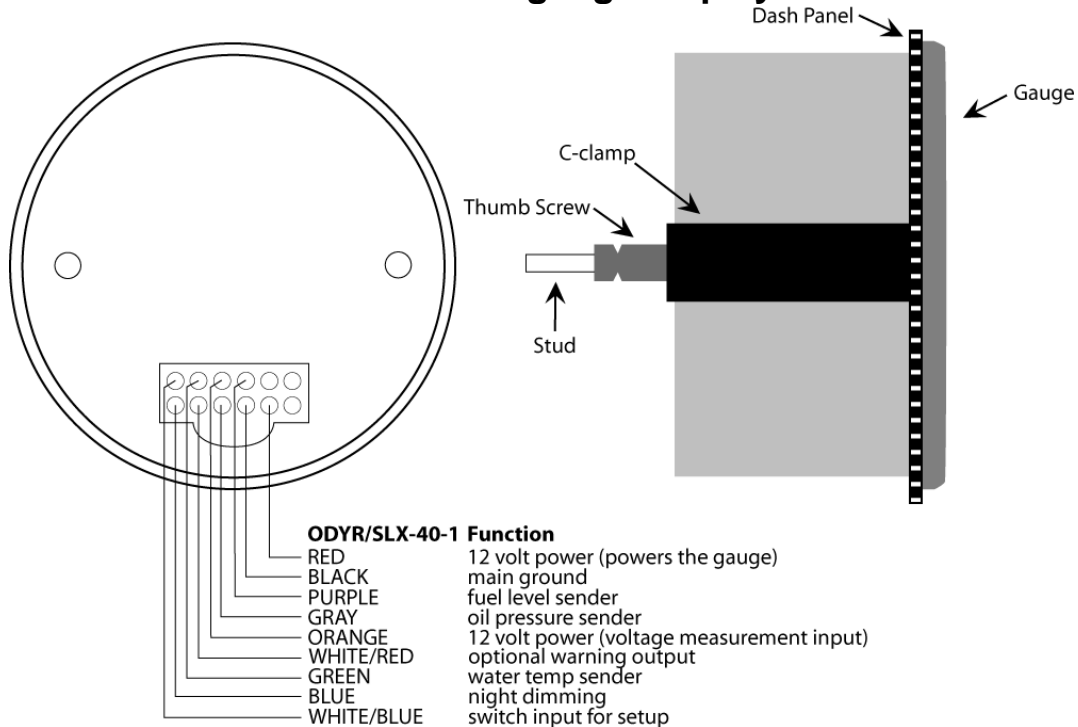 Dash Panel
Gauge
C-clamp
Thumb Screw
Stud
ODYR/SLX-40-1 Function
RED 12 volt power (powers the gauge)
BLACK main ground
PURPLE fuel level sender
GRAY oil pressure sender
ORANGE 12 volt power (voltage measurement input)
WHITE/RED optional warning output
GREEN water temp sender
BLUE night dimming
WHITE/BLUE switch input for setup